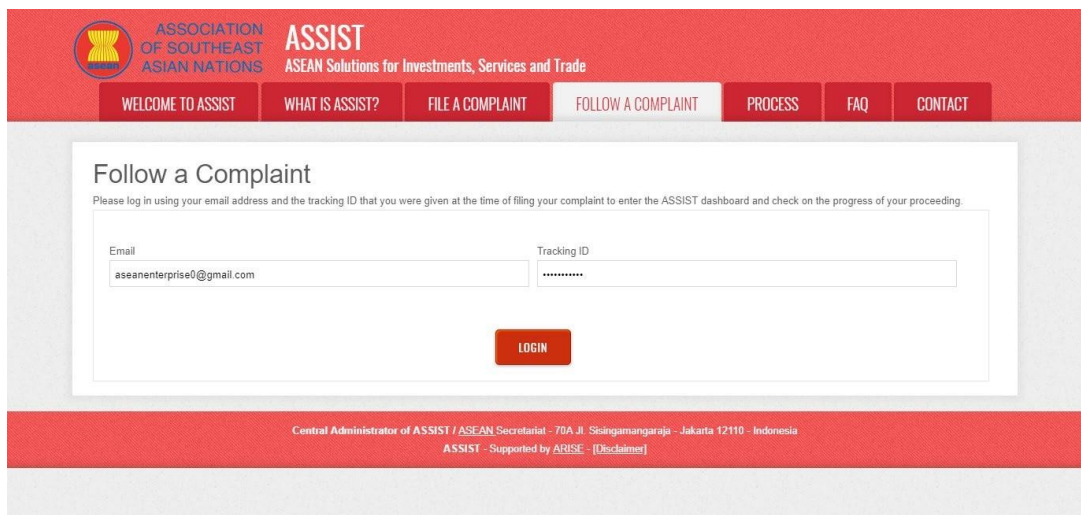 ASSOCIATION
OF SOUTHEAST
ASIAN NATIONS
asean
ASSIST
ASEAN Solutions for Investments, Services and Trade
WELCOME TO ASSIST WHAT IS ASSIST? FILE A COMPLAINT FOLLOW A COMPLAINT PROCESS FAQ CONTACT
Follow a Complaint
Please log in using your email address and the tracking ID that you were given at the time of filing your complaint to enter the ASSIST dashboard and check on the progress of your proceeding.
Email Tracking ID
aseanenterprise0@gmail.com •••••••••••
LOGIN
Central Administrator of ASSIST / ASEAN Secretariat - 70A Jl. Sisingamangaraja - Jakarta 12110 - Indonesia
ASSIST - Supported by ARISE - [Disclaimer]